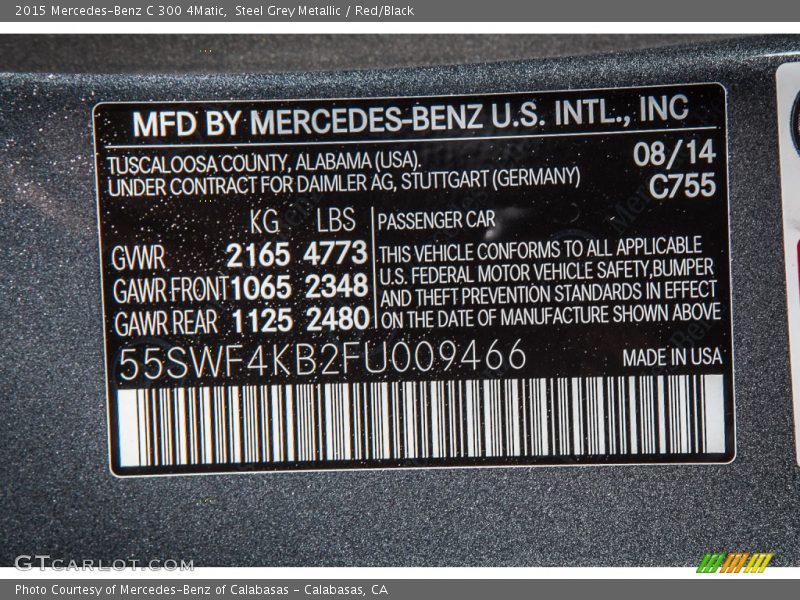 2015 Mercedes-Benz C 300 4Matic,  Steel Grey Metallic / Red/Black
MFD BY MERCEDES-BENZ U.S. INTL., INC
TUSCALOOSA COUNTY, ALABAMA (USA). 08/14
UNDER CONTRACT FOR DAIMLER AG, STUTTGART (GERMANY) C755
KG LBS PASSENGER CAR
GVWR 2165 4773 THIS VEHICLE CONFORMS TO ALL APPLICABLE
GAWR FRONT 1065 2348 U.S. FEDERAL MOTOR VEHICLE SAFETY, BUMPER
AND THEFT PREVENTION STANDARDS IN EFFECT
GAWR REAR 1125 2480 ON THE DATE OF MANUFACTURE SHOWN ABOVE
55SWF4KB2FU009466 MADE IN USA
GTCARLOT.COM
Photo Courtesy of Mercedes-Benz of Calabasas - Calabasas, CA